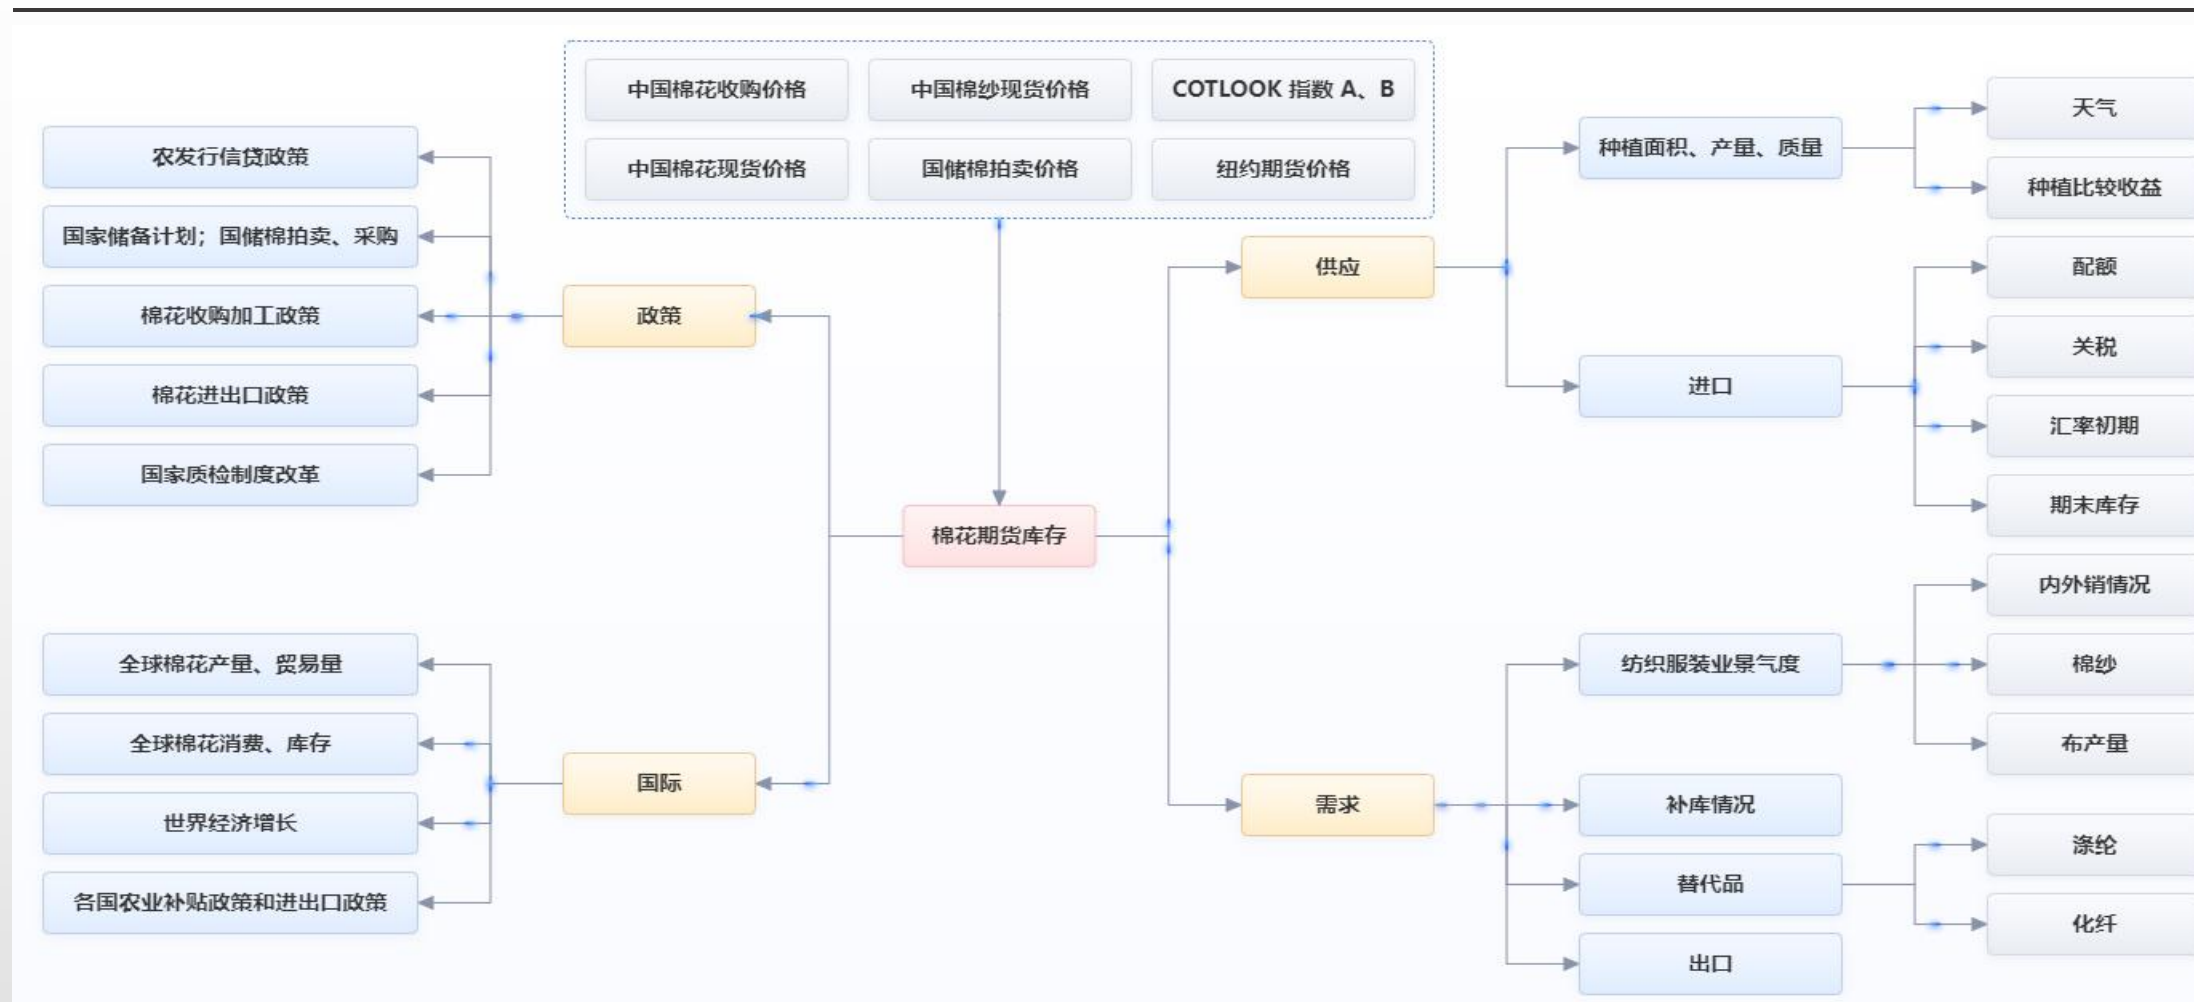 中国棉花收购价格
中国棉纱现货价格
COTLOOK 指数 A、B
中国棉花现货价格
国储棉拍卖价格
纽约期货价格
农发行信贷政策
国家储备计划；国储棉拍卖、采购
棉花收购加工政策
棉花进出口政策
国家质检制度改革
政策
全球棉花产量、贸易量
全球棉花消费、库存
世界经济增长
各国农业补贴政策和进出口政策
国际
棉花期货库存
供应
种植面积、产量、质量
天气
种植比较收益
进口
配额
关税
汇率初期
期末库存
需求
纺织服装业景气度
内外销情况
棉纱
布产量
补库情况
替代品
涤纶
化纤
出口